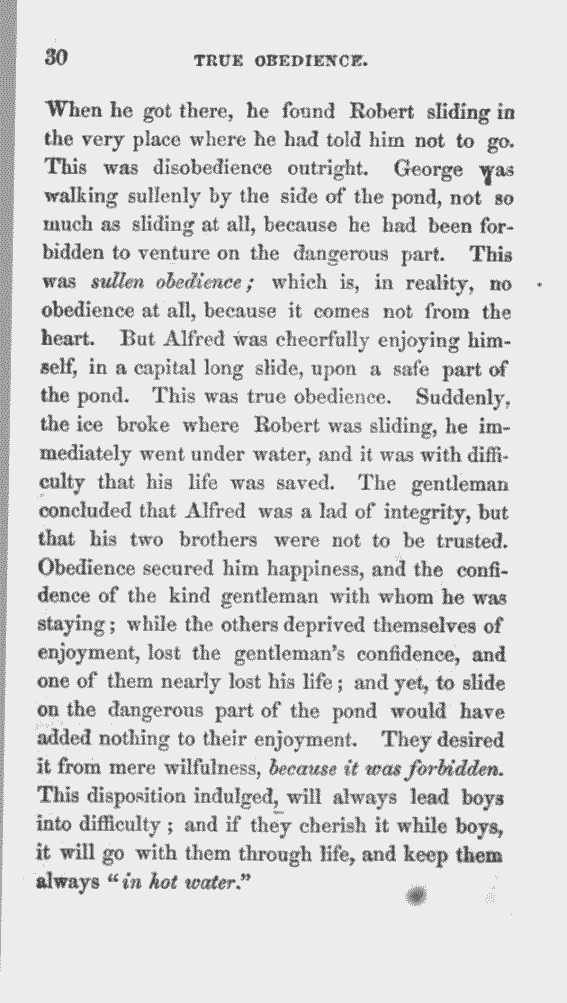 30
TRUE OBEDIENCE.
When he got there, he found Robert sliding in
the very place where he had told him not to go.
This was disobedience outright. George was
walking sullenly by the side of the pond, not so
much as sliding at all, because he had been for-
bidden to venture on the dangerous part. This
was sullen obedience; which is, in reality, no
obedience at all, because it comes not from the
heart. But Alfred was cheerfully enjoying him-
self, in a capital long slide, upon a safe part of
the pond. This was true obedience. Suddenly,
the ice broke where Robert was sliding, he im-
mediately went under water, and it was with diffi-
culty that his life was saved. The gentleman
concluded that Alfred was a lad of integrity, but
that his two brothers were not to be trusted.
Obedience secured him happiness, and the confi-
dence of the kind gentleman with whom he was
staying; while the others deprived themselves of
enjoyment, lost the gentleman's confidence, and
one of them nearly lost his life; and yet, to slide
on the dangerous part of the pond would have
added nothing to their enjoyment. They desired
it from mere wilfulness, because it was forbidden.
This disposition indulged, will always lead boys
into difficulty; and if they cherish it while boys,
it will go with them through life, and keep them
always "in hot water."